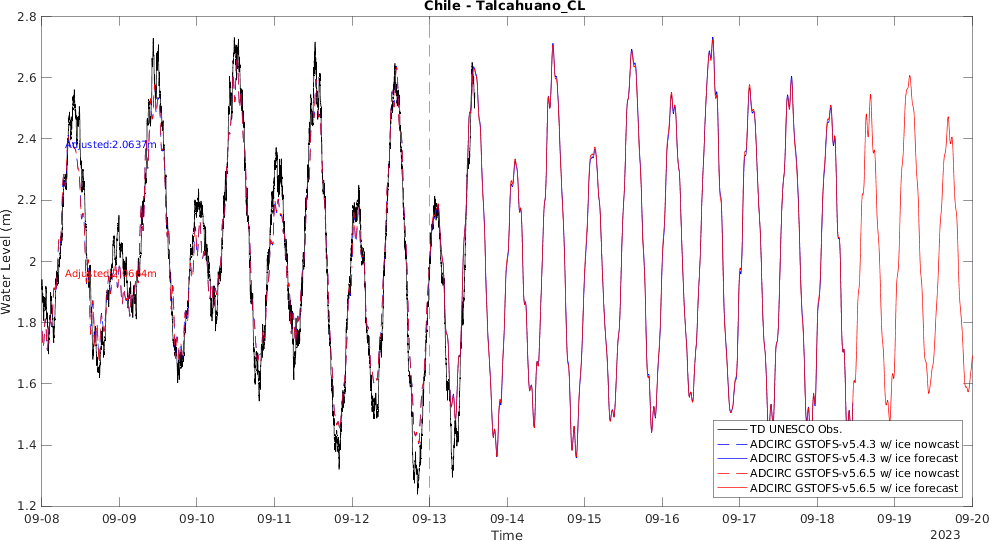 Chile - Talcahuano_CL
2.8
2.6
2.4
2.2
2
1.8
1.6
1.4
1.2
Water Level (m)
Adjusted:2.0637m
Adjusted:2.0664m
TD UNESCO Obs.
ADCIRC GSTOFS-v5.4.3 w/ ice nowcast
ADCIRC GSTOFS-v5.4.3 w/ ice forecast
ADCIRC GSTOFS-v5.6.5 w/ ice nowcast
ADCIRC GSTOFS-v5.6.5 w/ ice forecast
09-08 09-09 09-10 09-11 09-12 09-13 09-14 09-15 09-16 09-17 09-18 09-19 09-20
Time
2023